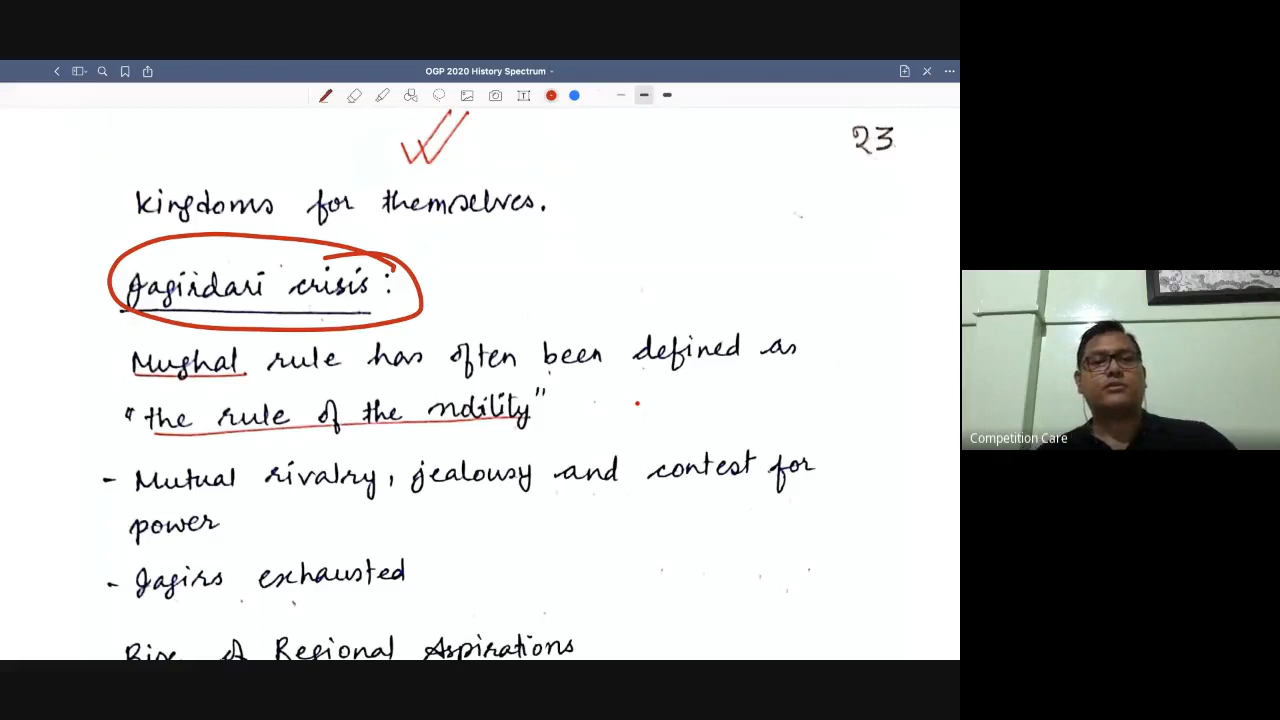 OGP 2020 History Spectrum
23
kingdoms for themselves.
Jagirdari crisis :
Mughal rule has often been defined as
"the rule of the nobility"
- Mutual rivalry, jealousy and contest for
power
- Jagirs exhausted
Rise of Regional Aspirations
Competition Care